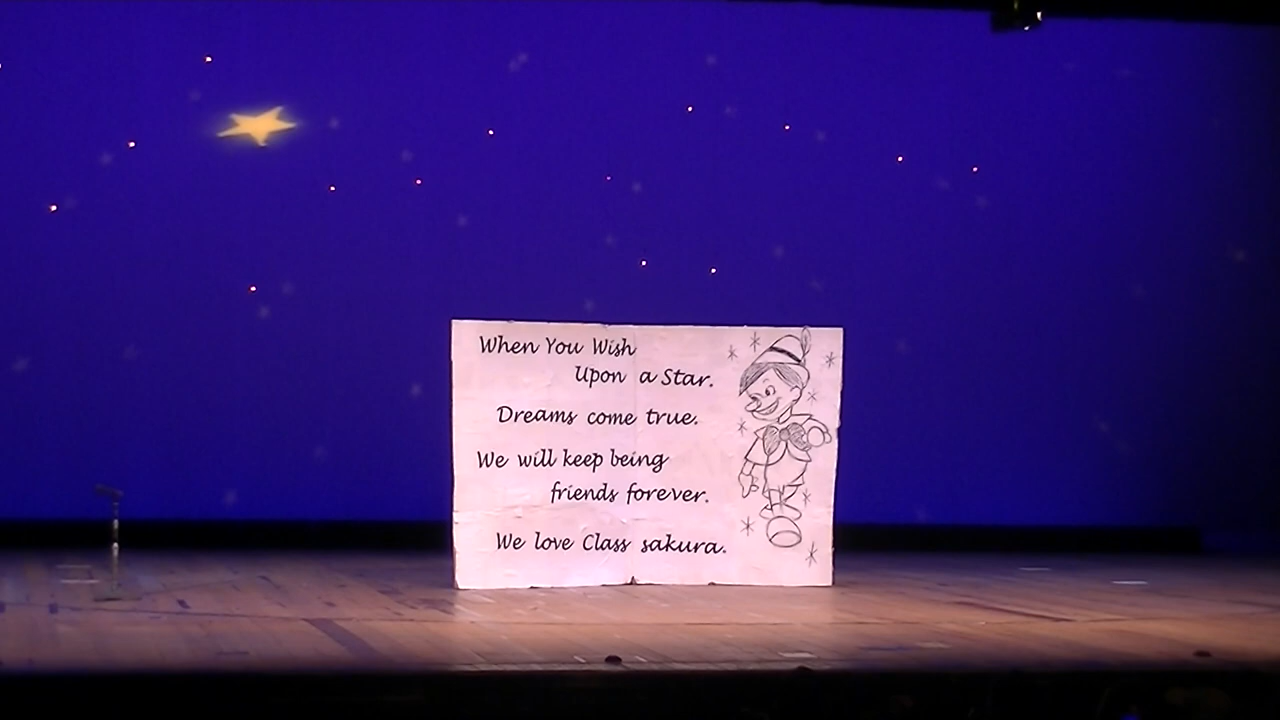 When You Wish
Upon a Star.
Dreams come true.
We will keep being
friends forever.
We love Class sakura.